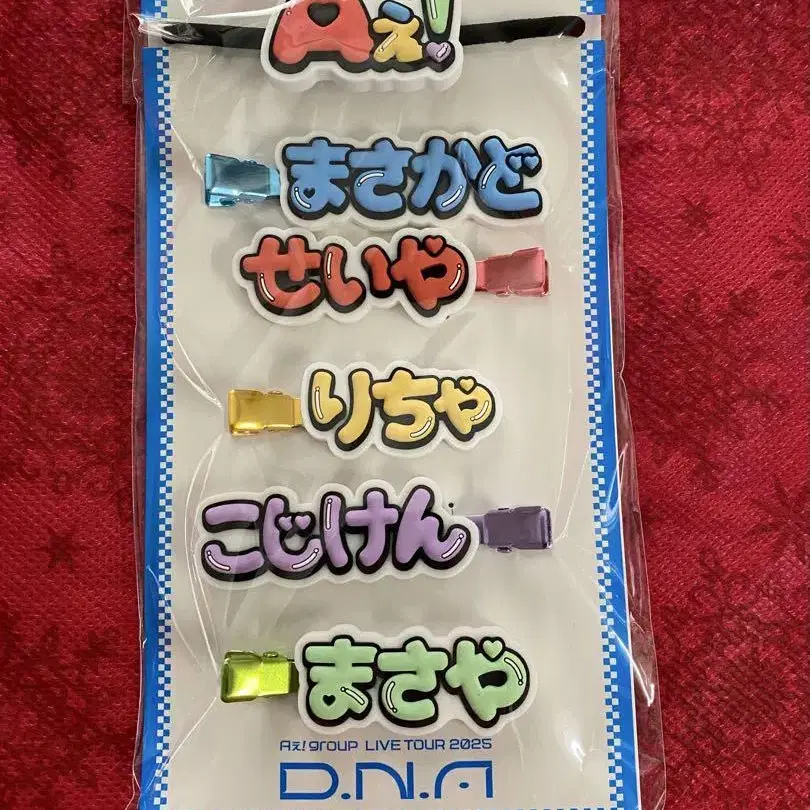 Aぇ!
まさかど
せいや
りちゃ
こじけん
まさや
Aぇ! group LIVE TOUR 2025
D.N.A